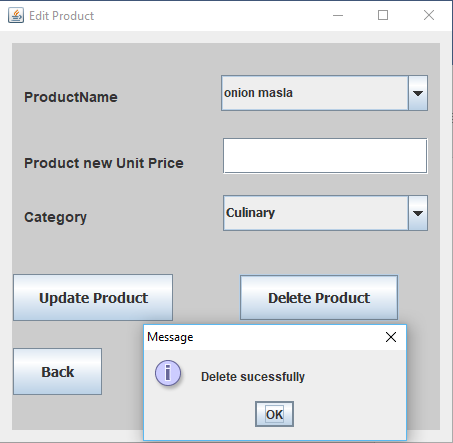 Edit Product
ProductName
onion masla
Product new Unit Price
Category
Culinary
Update Product
Delete Product
Message
Delete sucessfully
Back
OK